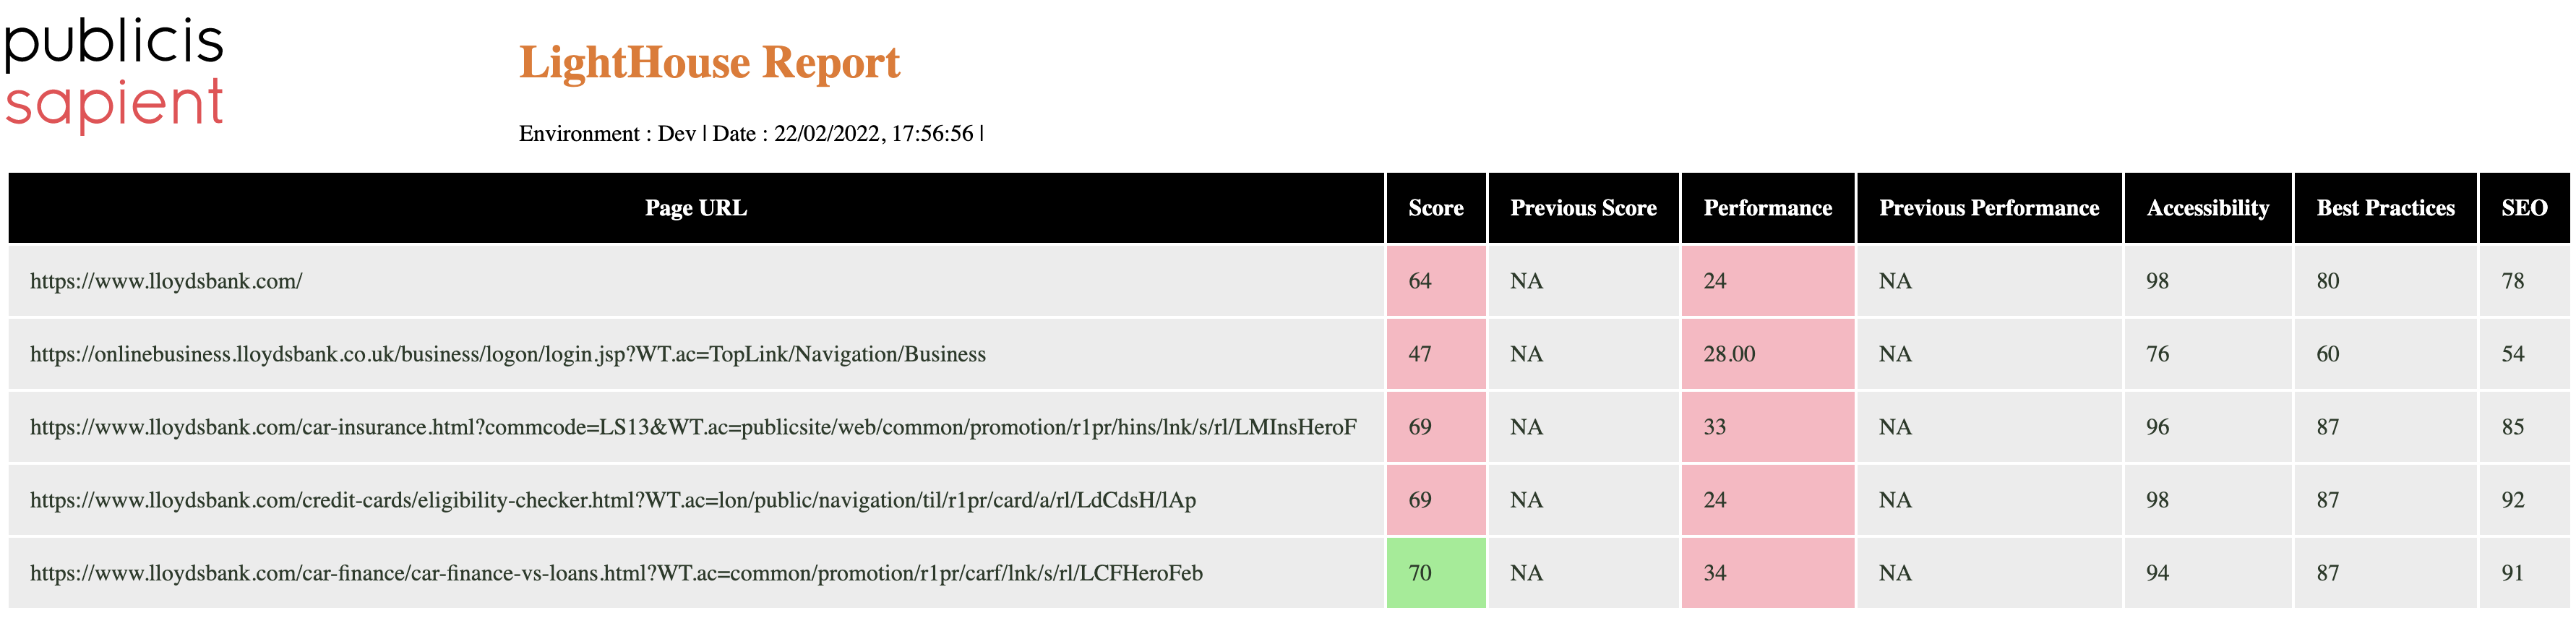 publicis
sapient
LightHouse Report
Environment : Dev | Date : 22/02/2022, 17:56:56 |
Page URL Score Previous Score Performance Previous Performance Accessibility Best Practices SEO
https://www.lloydsbank.com/ 64 NA 24 NA 98 80 78
https://onlinebusiness.lloydsbank.co.uk/business/logon/login.jsp?WT.ac=TopLink/Navigation/Business 47 NA 28.00 NA 76 60 54
https://www.lloydsbank.com/car-insurance.html?commcode=LS13&WT.ac=publicsite/web/common/promotion/r1pr/hins/lnk/s/rl/LMInsHeroF 69 NA 33 NA 96 87 85
https://www.lloydsbank.com/credit-cards/eligibility-checker.html?WT.ac=lon/public/navigation/til/r1pr/card/a/rl/LdCdsH/lAp 69 NA 24 NA 98 87 92
https://www.lloydsbank.com/car-finance/car-finance-vs-loans.html?WT.ac=common/promotion/r1pr/carf/lnk/s/rl/LCFHeroFeb 70 NA 34 NA 94 87 91